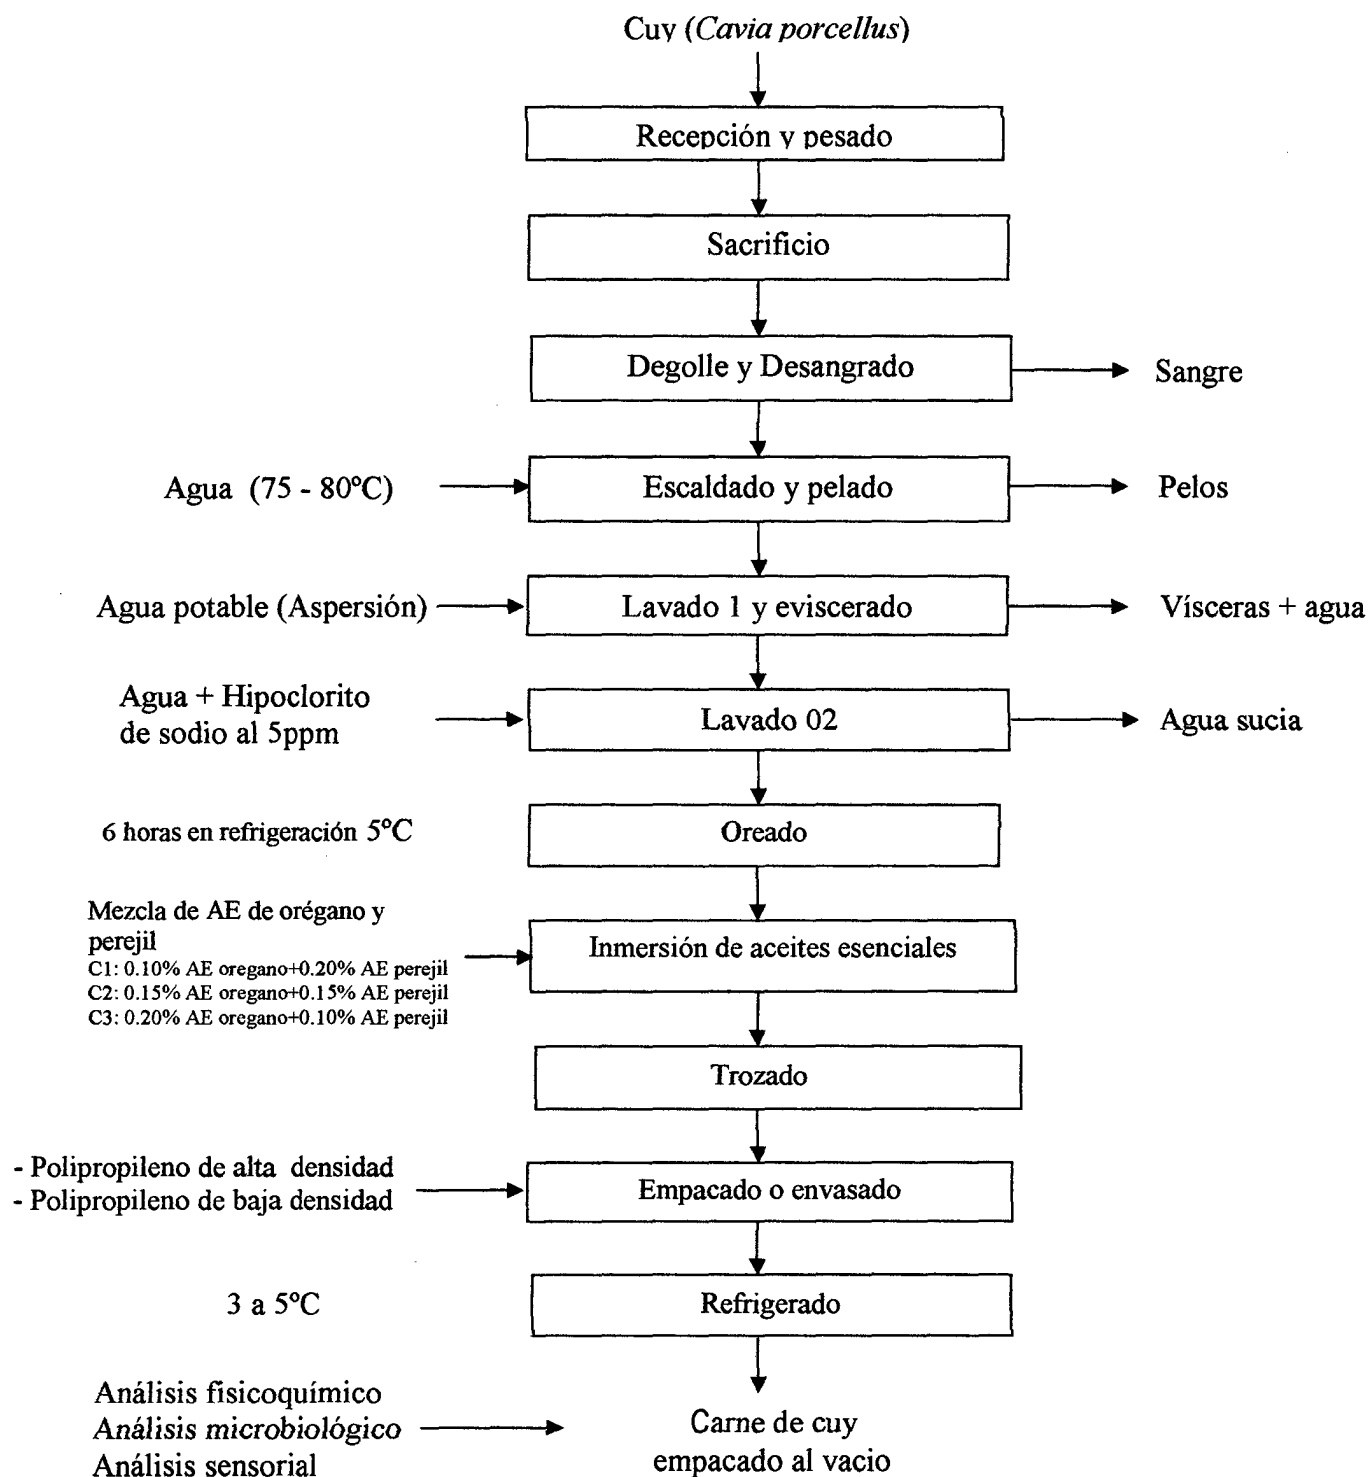 Cuy (Cavia porcellus)
Recepción y pesado
Sacrificio
Degolle y Desangrado
Sangre
Agua (75 - 80ºC)
Escaldado y pelado
Pelos
Agua potable (Aspersión)
Lavado 1 y eviscerado
Vísceras + agua
Agua + Hipoclorito
de sodio al 5ppm
Lavado 02
Agua sucia
6 horas en refrigeración 5ºC
Oreado
Mezcla de AE de orégano y
perejil
C1: 0.10% AE oregano+0.20% AE perejil
C2: 0.15% AE oregano+0.15% AE perejil
C3: 0.20% AE oregano+0.10% AE perejil
Inmersión de aceites esenciales
Trozado
- Polipropileno de alta densidad
- Polipropileno de baja densidad
Empacado o envasado
3 a 5ºC
Refrigerado
Análisis fisicoquímico
Análisis microbiológico
Análisis sensorial
Carne de cuy
empacado al vacio